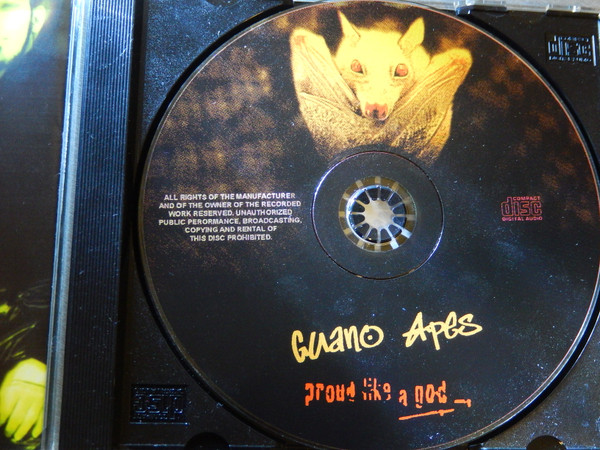 ALL RIGHTS OF THE MANUFACTURER
AND OF THE OWNER OF THE RECORDED
WORK RESERVED. UNAUTHORIZED
PUBLIC PERORMANCE, BROADCASTING,
COPYING AND RENTAL OF
THIS DISC PROHIBITED.
COMPACT
disc
DIGITAL AUDIO
GUANO APES
proud like a god